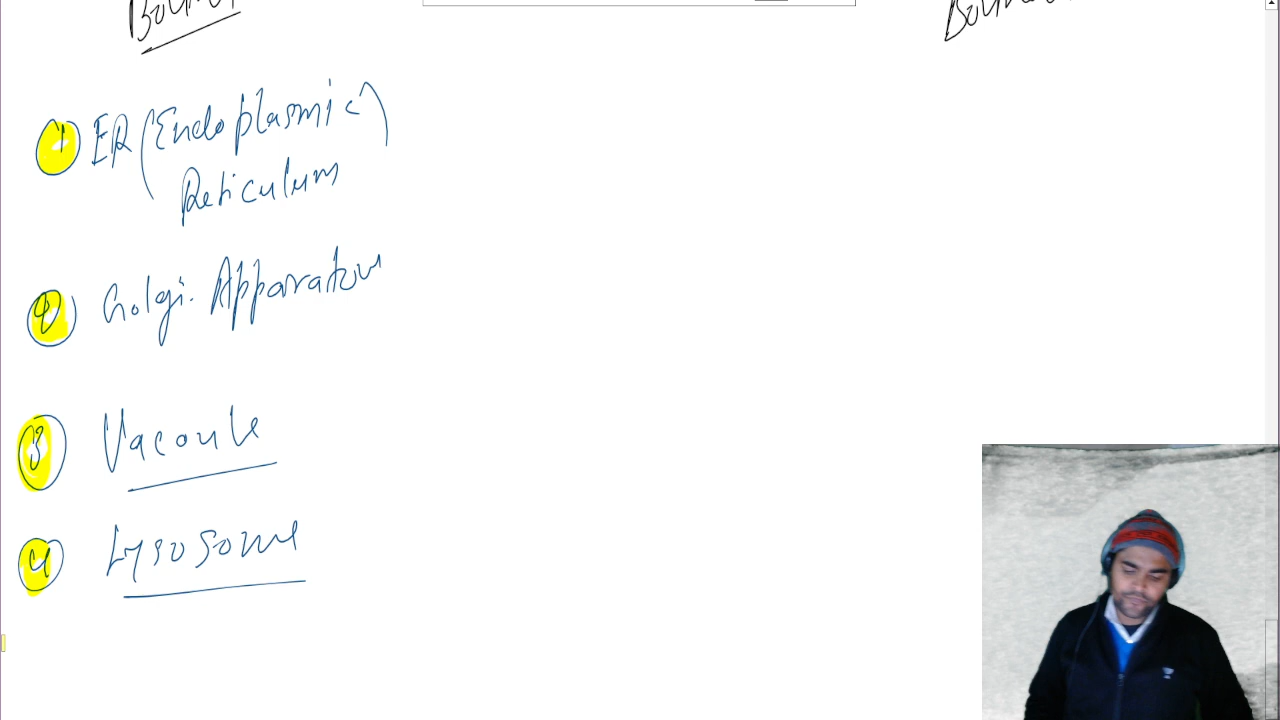 ① ER (Endoplasmic
Reticulum)
② Golgi. Apparatus
③ Vacoule
④ Lysosome